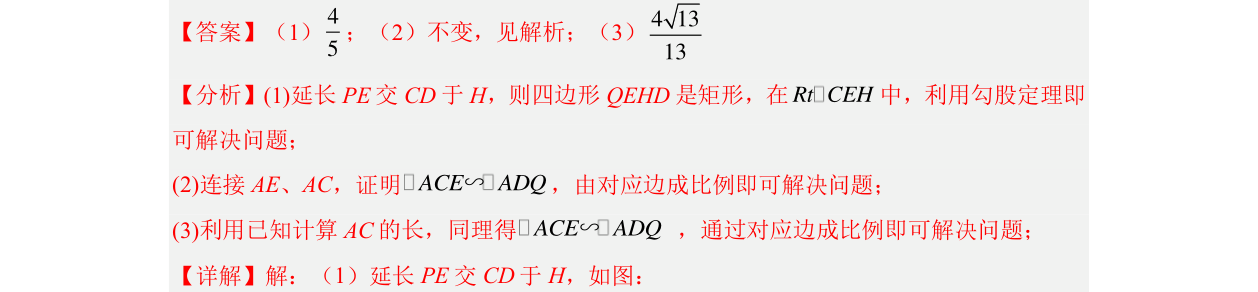 【答案】（1）4/5；（2）不变，见解析；（3）4√13/13
【分析】(1)延长 PE 交 CD 于 H，则四边形 QEHD 是矩形，在 Rt□CEH 中，利用勾股定理即
可解决问题；
(2)连接 AE、AC，证明□ACE∽□ADQ，由对应边成比例即可解决问题；
(3)利用已知计算 AC 的长，同理得□ACE∽□ADQ ，通过对应边成比例即可解决问题；
【详解】解：（1）延长 PE 交 CD 于 H，如图：